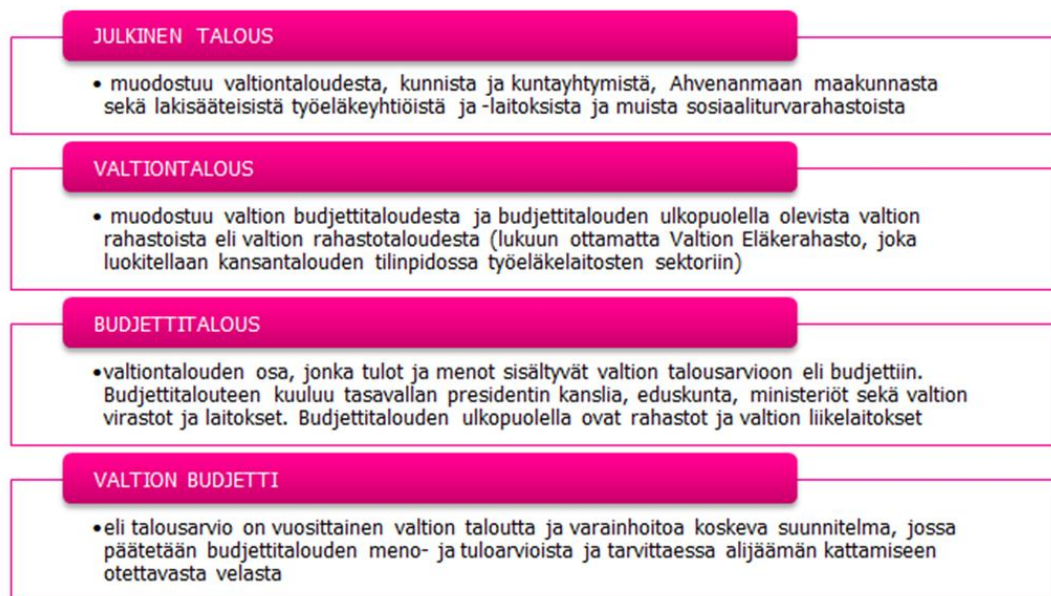 JULKINEN TALOUS
• muodostuu valtiontaloudesta, kunnista ja kuntayhtymistä, Ahvenanmaan maakunnasta
sekä lakisääteisistä työeläkeyhtiöistä ja -laitoksista ja muista sosiaaliturvarahastoista
VALTIONTALOUS
• muodostuu valtion budjettitaloudesta ja budjettitalouden ulkopuolella olevista valtion
rahastoista eli valtion rahastotaloudesta (lukuun ottamatta Valtion Eläkerahasto, joka
luokitellaan kansantalouden tilinpidossa työeläkelaitosten sektoriin)
BUDJETTITALOUS
•valtiontalouden osa, jonka tulot ja menot sisältyvät valtion talousarvioon eli budjettiin.
Budjettitalouteen kuuluu tasavallan presidentin kanslia, eduskunta, ministeriöt sekä valtion
virastot ja laitokset. Budjettitalouden ulkopuolella ovat rahastot ja valtion liikelaitokset
VALTION BUDJETTI
•eli talousarvio on vuosittainen valtion taloutta ja varainhoitoa koskeva suunnitelma, jossa
päätetään budjettitalouden meno- ja tuloarvioista ja tarvittaessa alijäämän kattamiseen
otettavasta velasta